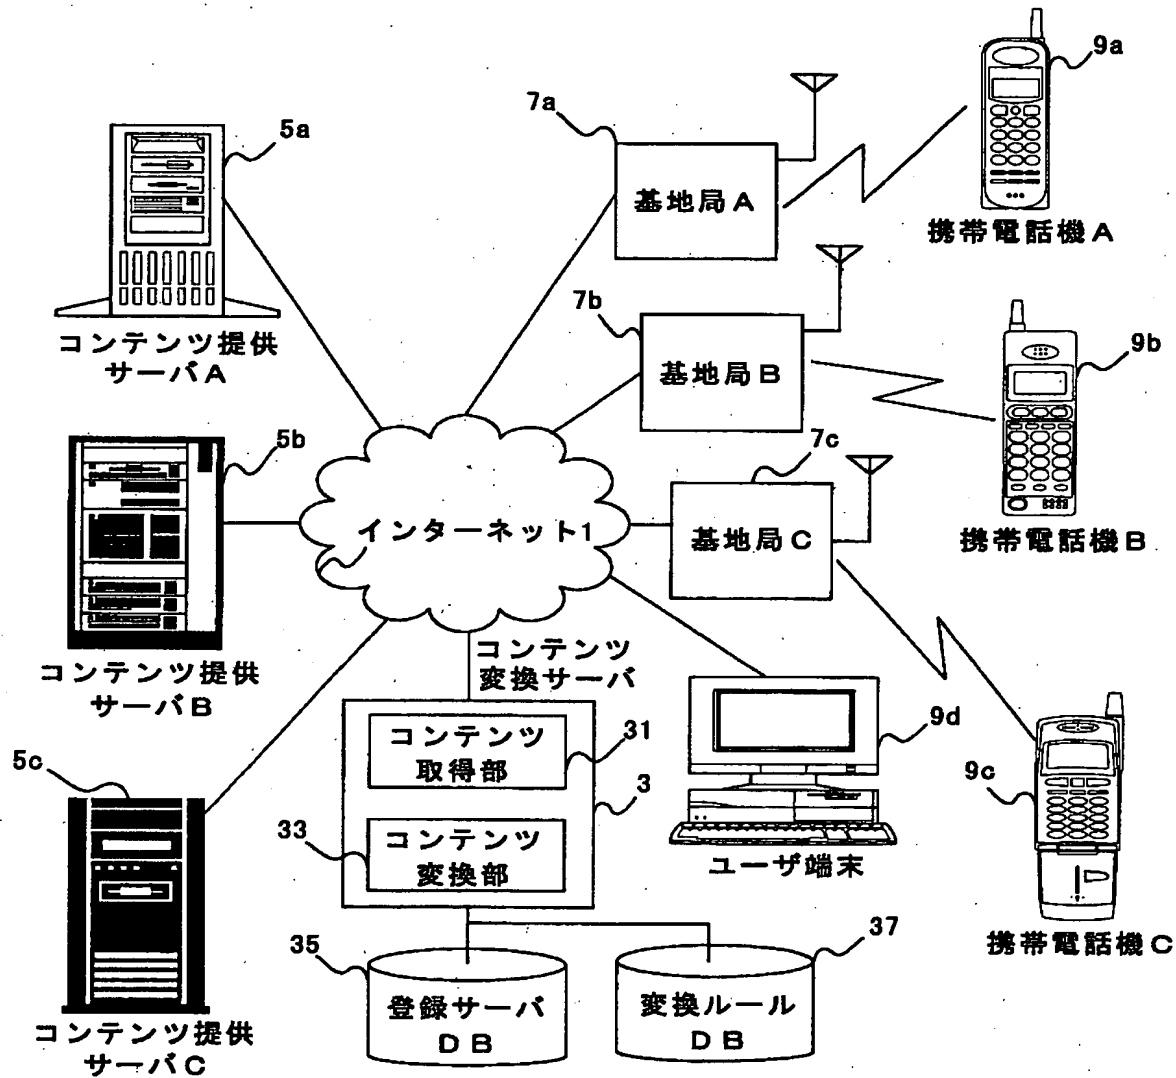 9a
7a
5a
基地局A
携帯電話機A
7b
コンテンツ提供
サーバA
基地局B
9b
5b
7c
インターネット1
基地局C
携帯電話機B
コンテンツ
変換サーバ
コンテンツ提供
サーバB
コンテンツ
取得部
31
9d
5c
9c
3
33
コンテンツ
変換部
ユーザ端末
35
37
携帯電話機C
登録サーバ
DB
変換ルール
DB
コンテンツ提供
サーバC